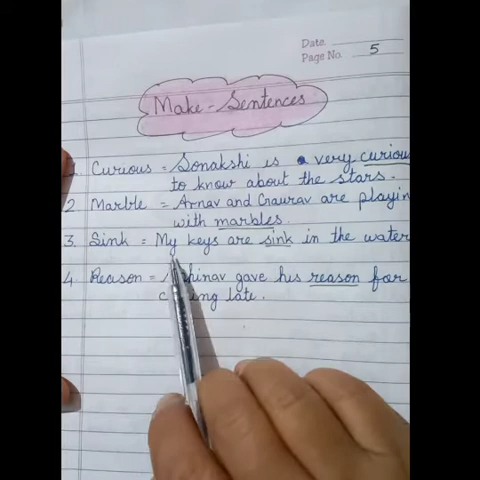 Date
Page No. 5
Make - Sentences
1. Curious = Sonakshi is very curious
to know about the stars.
2. Marble = Arnav and Gaurav are playin
with marbles.
3. Sink = My keys are sink in the water
4. Reason = gave his reason for
late.